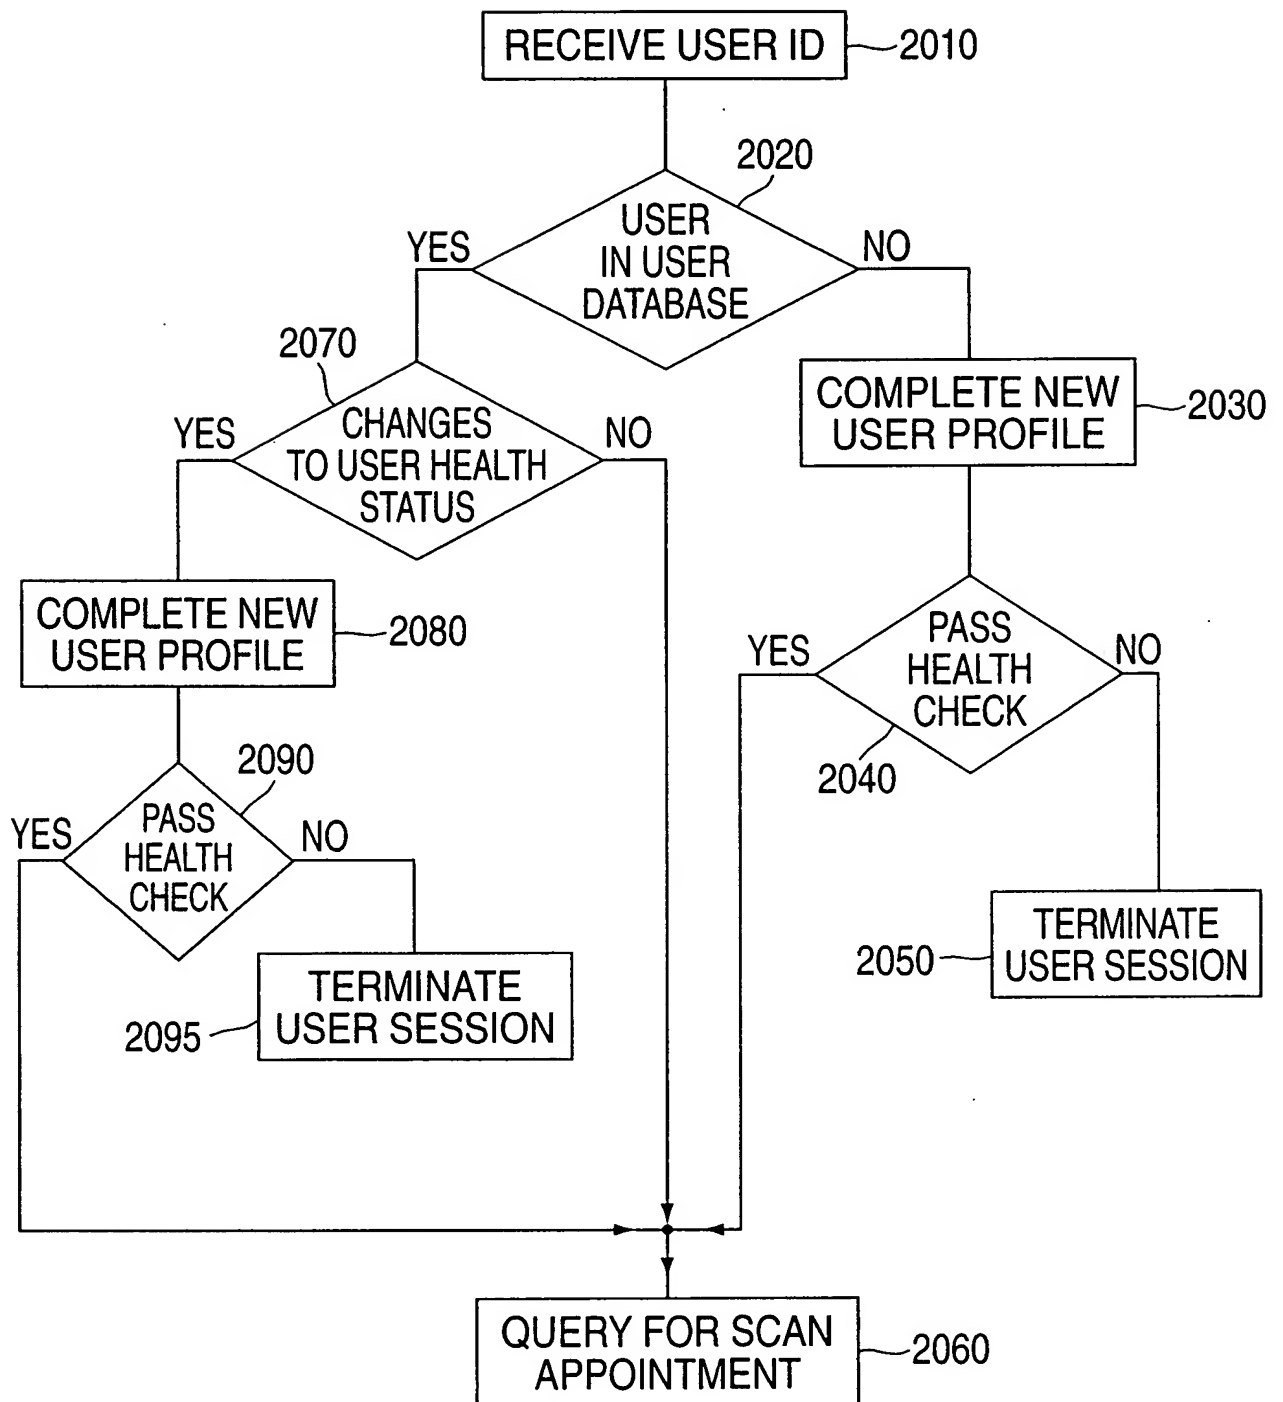 RECEIVE USER ID
2010
2020
USER
IN USER
DATABASE
YES
NO
2070
CHANGES
TO USER HEALTH
STATUS
YES
NO
COMPLETE NEW
USER PROFILE
2030
COMPLETE NEW
USER PROFILE
2080
PASS
HEALTH
CHECK
YES
NO
2040
2090
PASS
HEALTH
CHECK
YES
NO
TERMINATE
USER SESSION
2050
TERMINATE
USER SESSION
2095
QUERY FOR SCAN
APPOINTMENT
2060